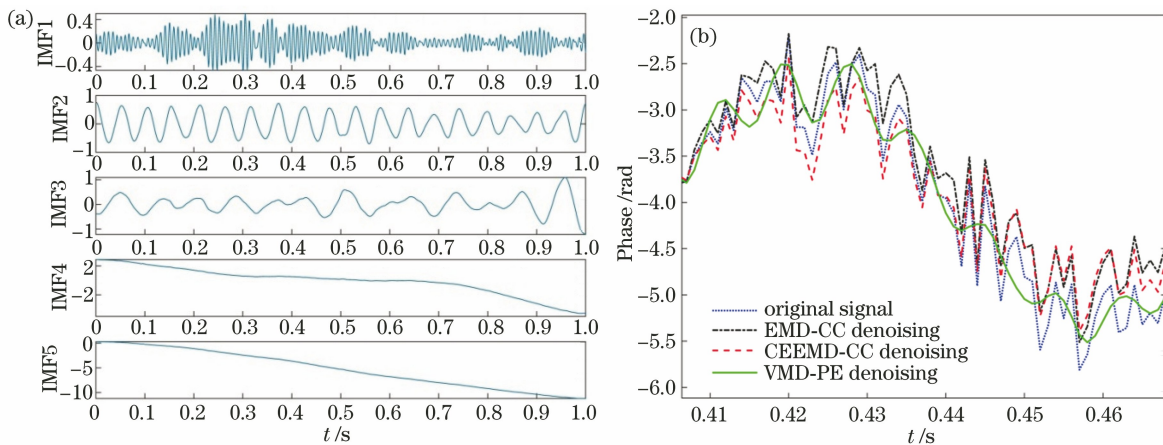 (a)
IMF1
0.4
0
−0.4
0 0.1 0.2 0.3 0.4 0.5 0.6 0.7 0.8 0.9 1.0
IMF2
1
0
−1
0 0.1 0.2 0.3 0.4 0.5 0.6 0.7 0.8 0.9 1.0
IMF3
1
0
−1
0 0.1 0.2 0.3 0.4 0.5 0.6 0.7 0.8 0.9 1.0
IMF4
2
−2
0 0.1 0.2 0.3 0.4 0.5 0.6 0.7 0.8 0.9 1.0
IMF5
0
−5
−10
0 0.1 0.2 0.3 0.4 0.5 0.6 0.7 0.8 0.9 1.0
t/s
(b)
Phase /rad
−2.0
−2.5
−3.0
−3.5
−4.0
−4.5
−5.0
−5.5
−6.0
original signal
EMD-CC denoising
CEEMD-CC denoising
VMD-PE denoising
0.41 0.42 0.43 0.44 0.45 0.46
t/s